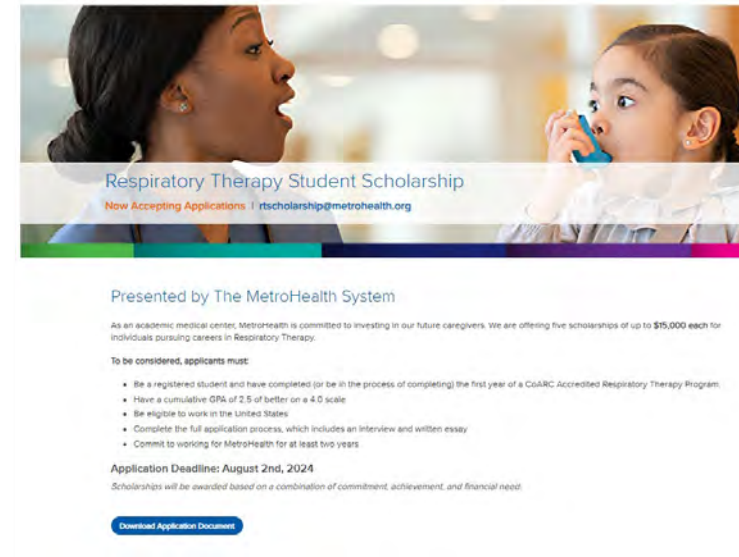 Respiratory Therapy Student Scholarship
Now Accepting Applications | rtscholarship@metrohealth.org
Presented by The MetroHealth System
As an academic medical center, MetroHealth is committed to investing in our future caregivers. We are offering five scholarships of up to $15,000 each for
individuals pursuing careers in Respiratory Therapy.
To be considered, applicants must:
• Be a registered student and have completed (or be in the process of completing) the first year of a CoARC Accredited Respiratory Therapy Program.
• Have a cumulative GPA of 2.5 of better on a 4.0 scale
• Be eligible to work in the United States
• Complete the full application process, which includes an interview and written essay
• Commit to working for MetroHealth for at least two years
Application Deadline: August 2nd, 2024
Scholarships will be awarded based on a combination of commitment, achievement, and financial need.
Download Application Document